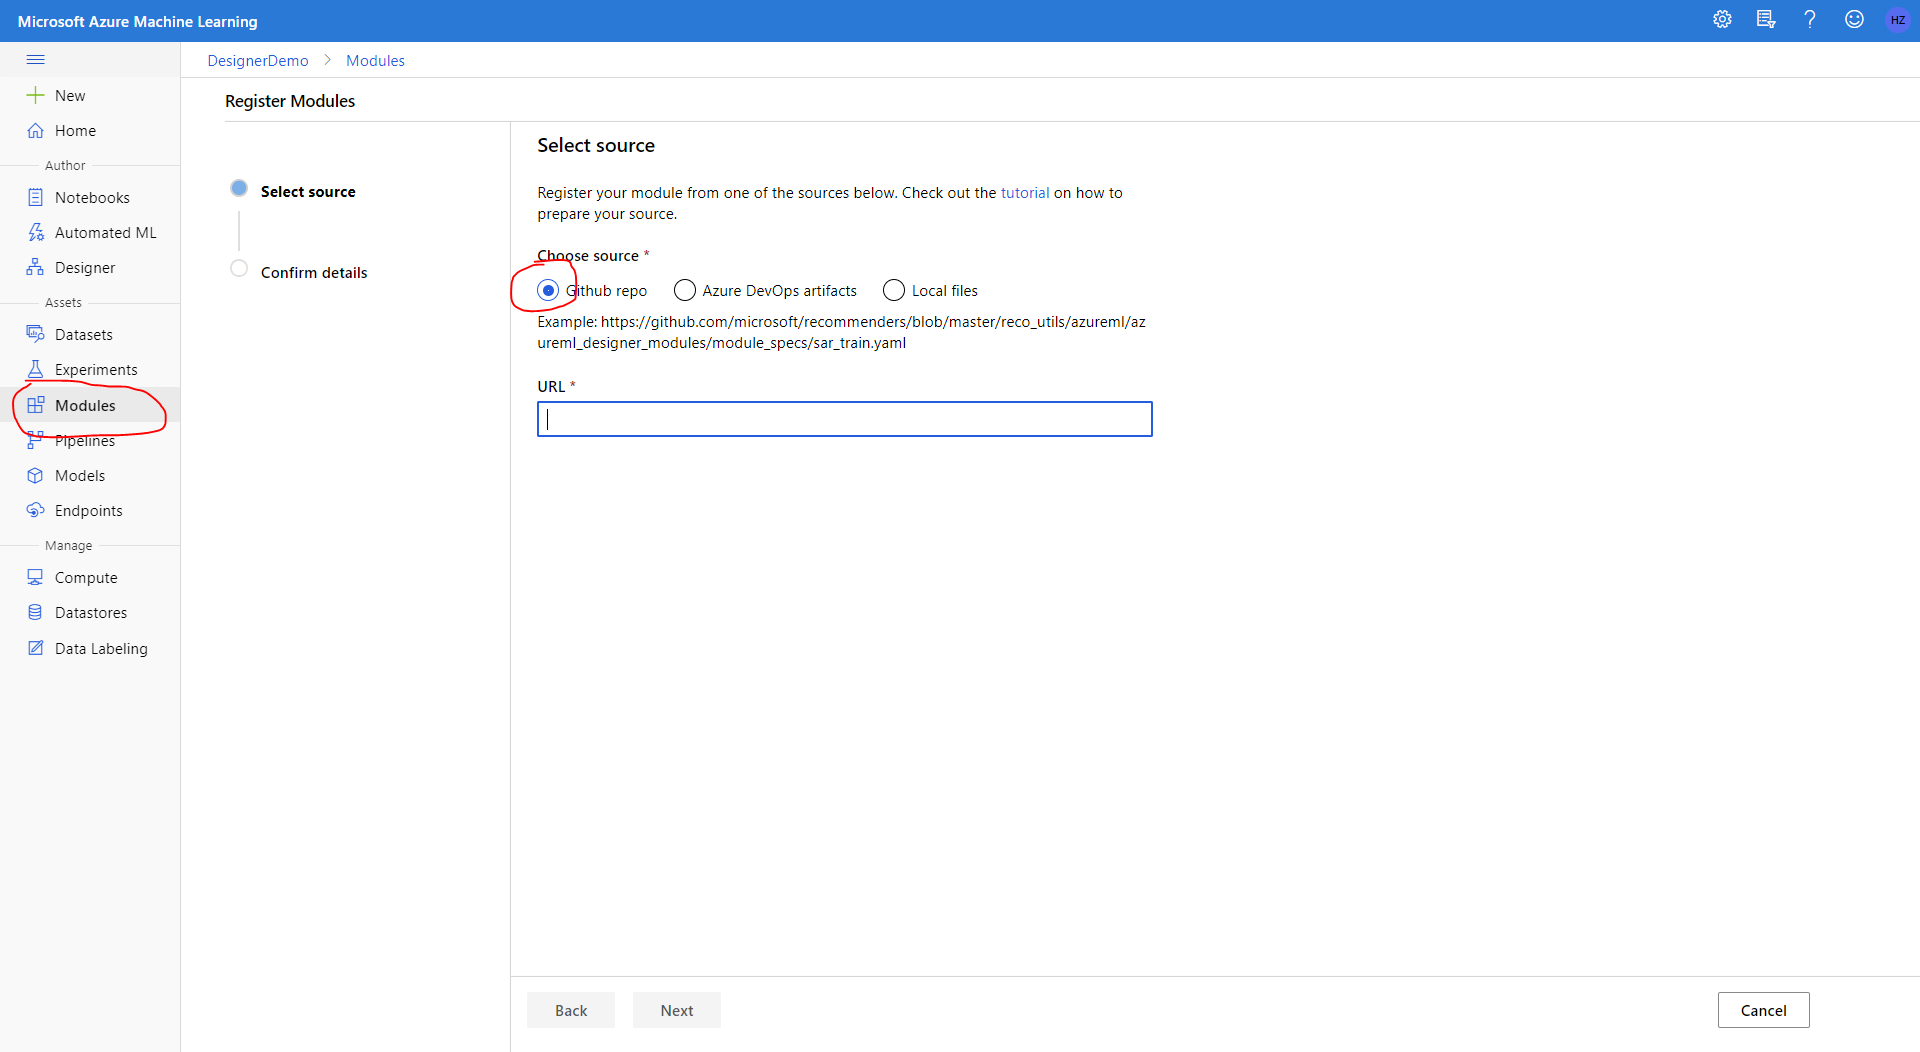 Microsoft Azure Machine Learning
HZ
DesignerDemo > Modules
New
Home
Author
Notebooks
Automated ML
Designer
Assets
Datasets
Experiments
Modules
Pipelines
Models
Endpoints
Manage
Compute
Datastores
Data Labeling
Register Modules
Select source
Confirm details
Select source
Register your module from one of the sources below. Check out the tutorial on how to
prepare your source.
Choose source *
Github repo Azure DevOps artifacts Local files
Example: https://github.com/microsoft/recommenders/blob/master/reco_utils/azureml/az
ureml_designer_modules/module_specs/sar_train.yaml
URL *
Back Next Cancel